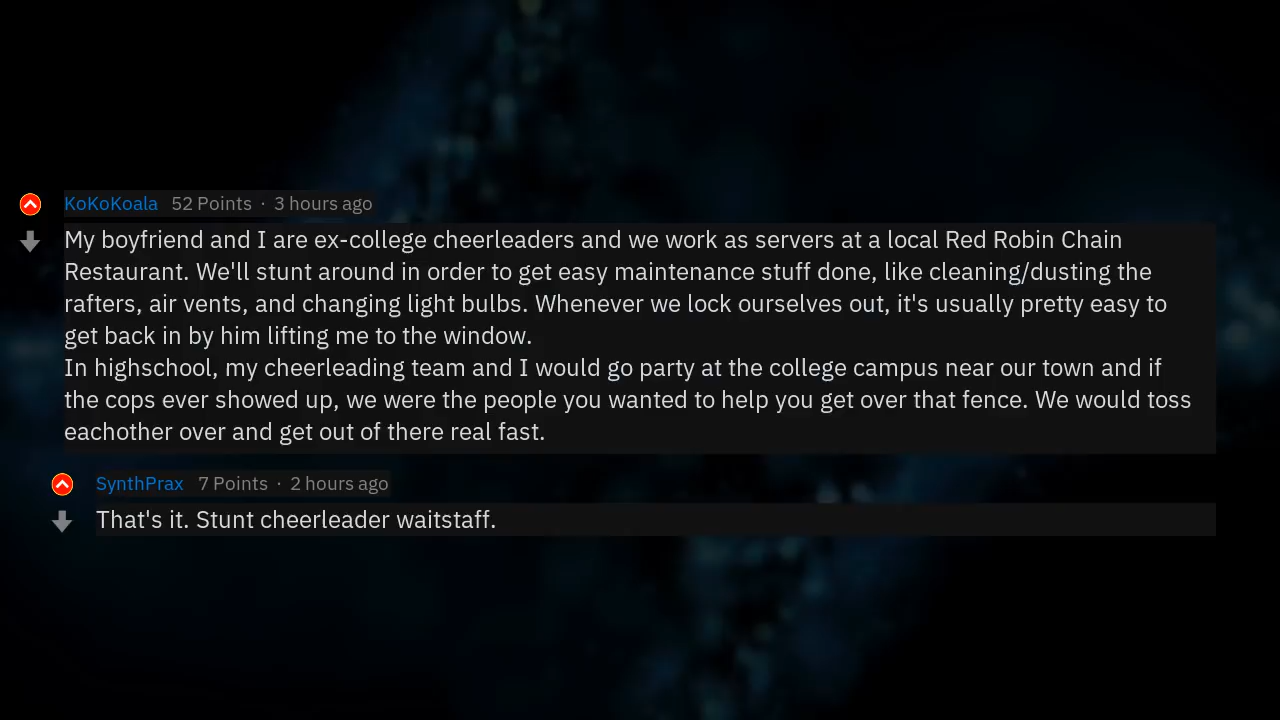 KoKoKoala 52 Points · 3 hours ago
My boyfriend and I are ex-college cheerleaders and we work as servers at a local Red Robin Chain
Restaurant. We'll stunt around in order to get easy maintenance stuff done, like cleaning/dusting the
rafters, air vents, and changing light bulbs. Whenever we lock ourselves out, it's usually pretty easy to
get back in by him lifting me to the window.
In highschool, my cheerleading team and I would go party at the college campus near our town and if
the cops ever showed up, we were the people you wanted to help you get over that fence. We would toss
eachother over and get out of there real fast.
SynthPrax 7 Points · 2 hours ago
That's it. Stunt cheerleader waitstaff.